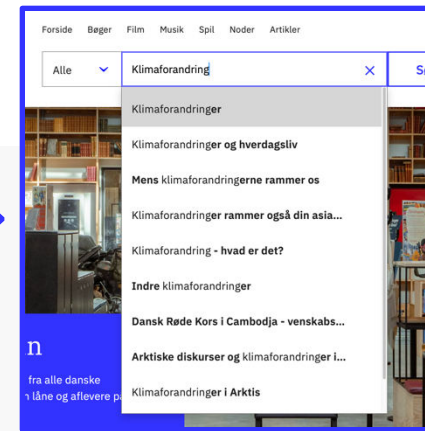 Forside Bøger Film Musik Spil Noder Artikler
Alle
Klimaforandring
Klimaforandringer
Klimaforandringer og hverdagsliv
Mens klimaforandringerne rammer os
Klimaforandringer rammer også din asia...
Klimaforandring - hvad er det?
Indre klimaforandringer
Dansk Røde Kors i Cambodja - venskabs...
Arktiske diskurser og klimaforandringer i...
Klimaforandringer i Arktis
fra alle danske
låne og aflevere